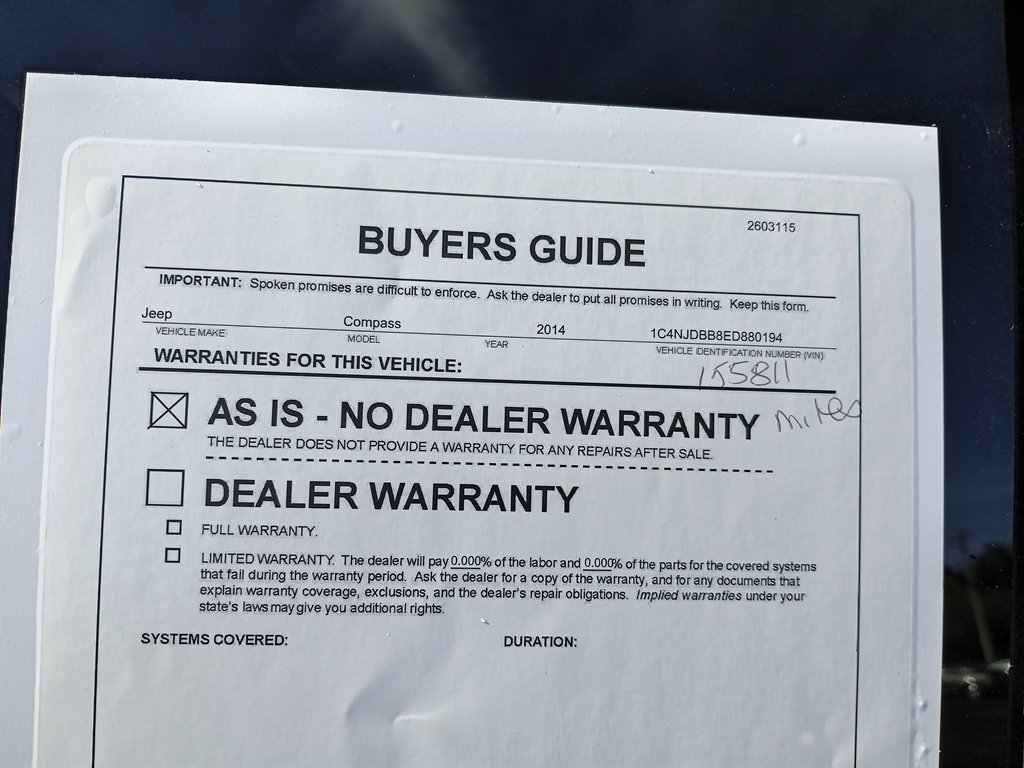 2603115
BUYERS GUIDE
IMPORTANT: Spoken promises are difficult to enforce. Ask the dealer to put all promises in writing. Keep this form.
Jeep Compass 2014 1C4NJDBB8ED880194
VEHICLE MAKE MODEL YEAR VEHICLE IDENTIFICATION NUMBER (VIN)
WARRANTIES FOR THIS VEHICLE:
155811
miles
AS IS - NO DEALER WARRANTY
THE DEALER DOES NOT PROVIDE A WARRANTY FOR ANY REPAIRS AFTER SALE.
DEALER WARRANTY
FULL WARRANTY.
LIMITED WARRANTY. The dealer will pay 0.000% of the labor and 0.000% of the parts for the covered systems
that fail during the warranty period. Ask the dealer for a copy of the warranty, and for any documents that
explain warranty coverage, exclusions, and the dealer's repair obligations. Implied warranties under your
state's laws may give you additional rights.
SYSTEMS COVERED: DURATION: